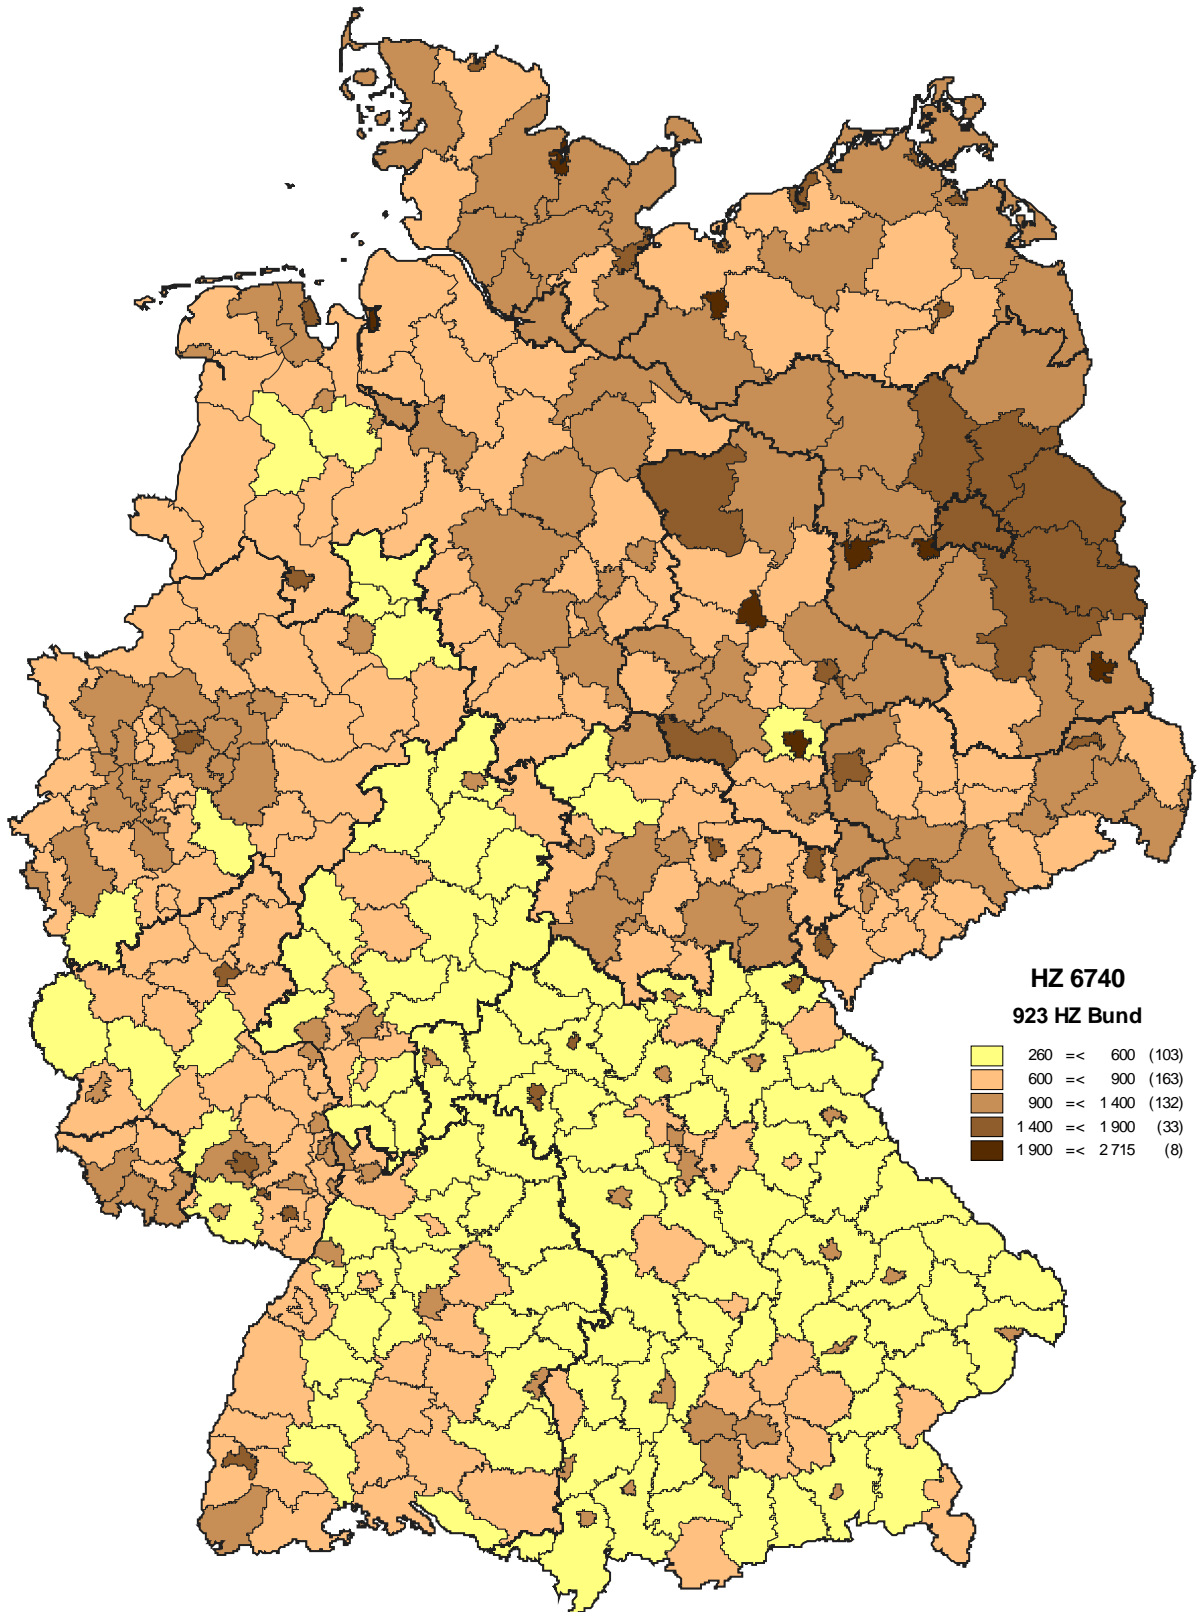 HZ 6740
923 HZ Bund
260 =< 600 (103)
600 =< 900 (163)
900 =< 1 400 (132)
1 400 =< 1 900 (33)
1 900 =< 2 715 (8)